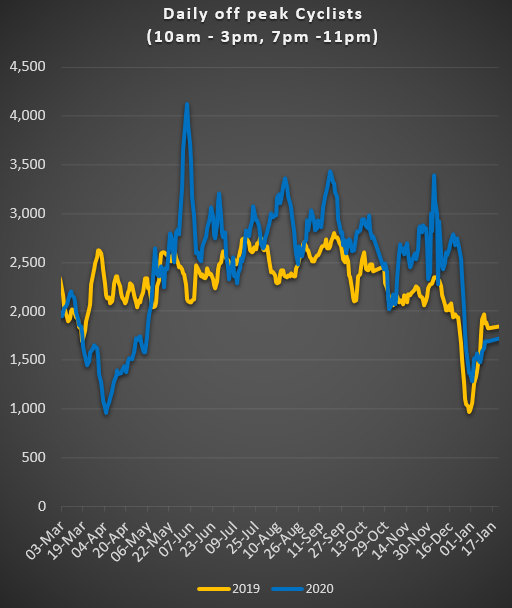 Daily off peak Cyclists
(10am - 3pm, 7pm -11pm)
4,500
4,000
3,500
3,000
2,500
2,000
1,500
1,000
500
0
03-Mar
19-Mar
04-Apr
20-Apr
06-May
22-May
07-Jun
23-Jun
09-Jul
25-Jul
10-Aug
26-Aug
11-Sep
27-Sep
13-Oct
29-Oct
14-Nov
30-Nov
16-Dec
01-Jan
17-Jan
2019
2020